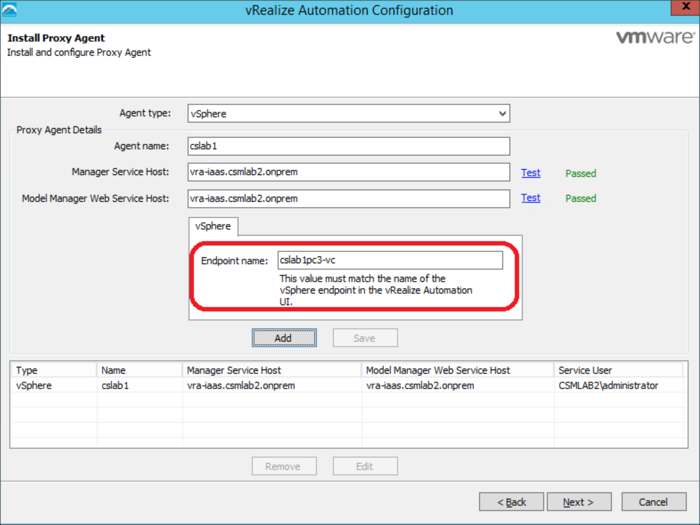 vRealize Automation Configuration
x
Install Proxy Agent
Install and configure Proxy Agent
vmware®
Agent type:
vSphere
Proxy Agent Details
Agent name:
cslab1
Manager Service Host:
vra-iaas.csmlab2.onprem
Test
Passed
Model Manager Web Service Host:
vra-iaas.csmlab2.onprem
Test
Passed
vSphere
Endpoint name:
cslab1pc3-vc
This value must match the name of the
vSphere endpoint in the vRealize Automation
UI.
Add
Save
Type Name Manager Service Host Model Manager Web Service Host Service User
vSphere cslab1 vra-iaas.csmlab2.onprem vra-iaas.csmlab2.onprem CSMLAB2\administrator
Remove
Edit
< Back
Next >
Cancel